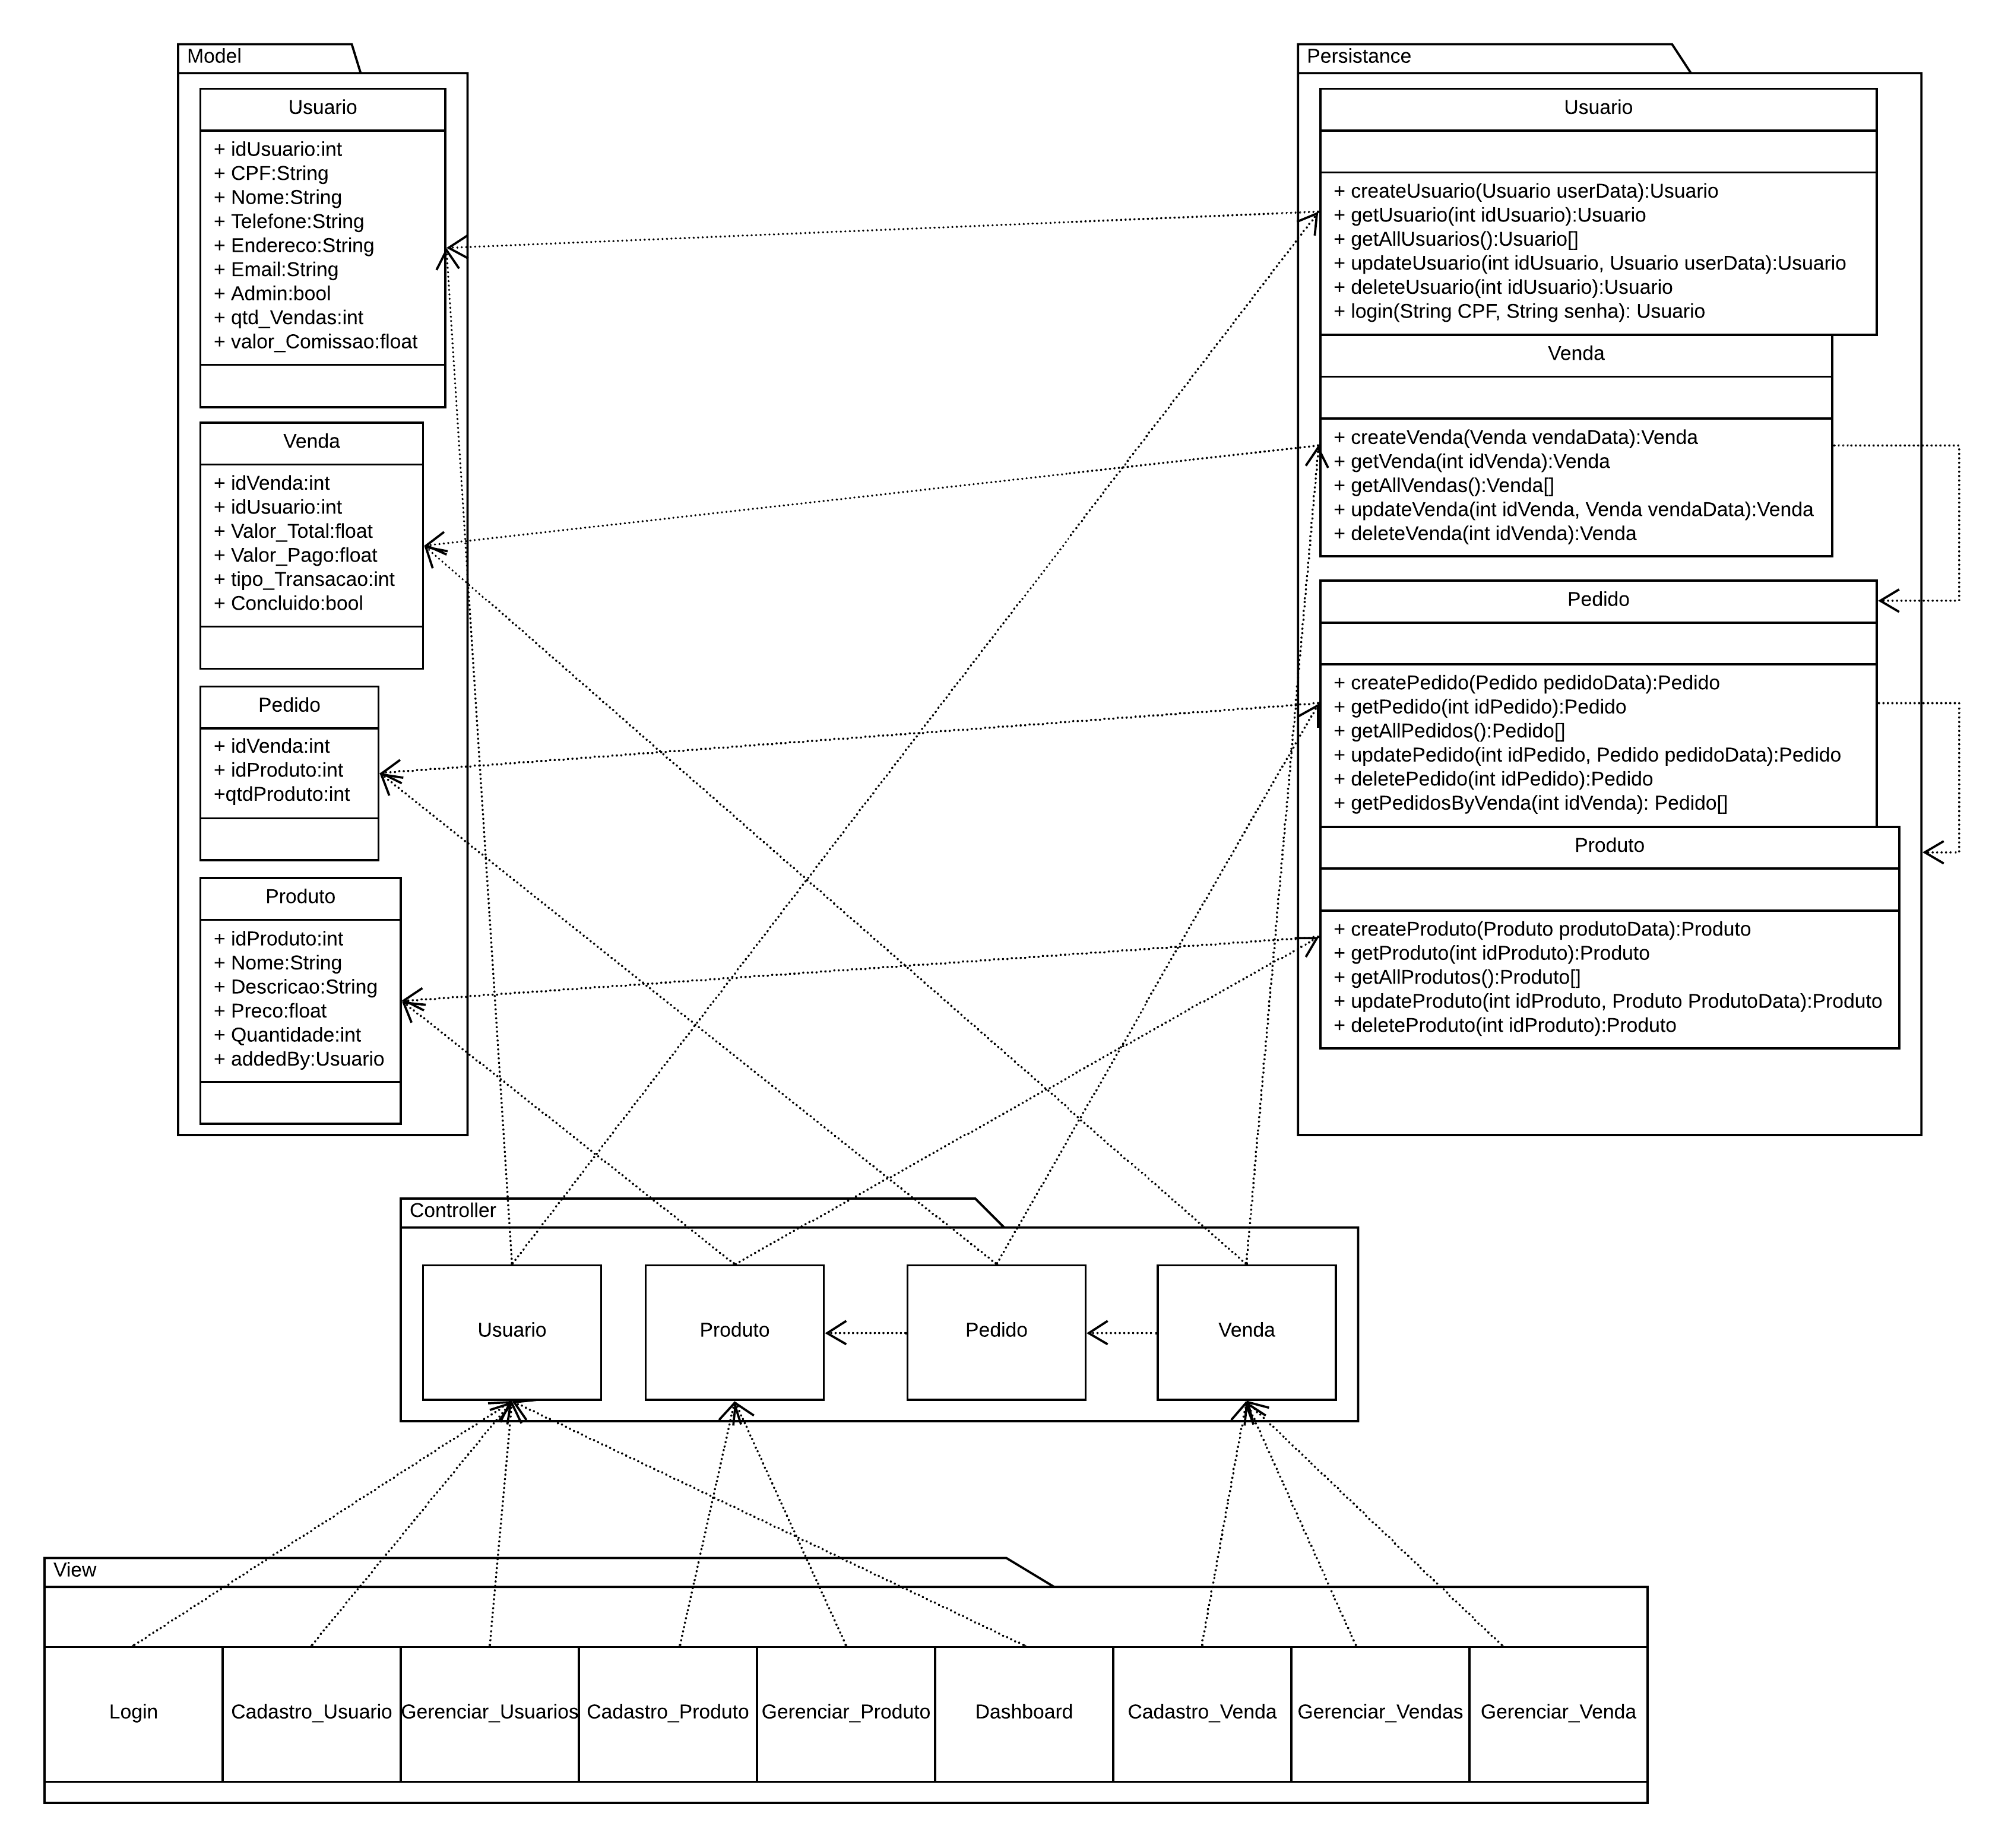 Model
Usuario
+ idUsuario:int
+ CPF:String
+ Nome:String
+ Telefone:String
+ Endereco:String
+ Email:String
+ Admin:bool
+ qtd_Vendas:int
+ valor_Comissao:float
Venda
+ idVenda:int
+ idUsuario:int
+ Valor_Total:float
+ Valor_Pago:float
+ tipo_Transacao:int
+ Concluido:bool
Pedido
+ idVenda:int
+ idProduto:int
+qtdProduto:int
Produto
+ idProduto:int
+ Nome:String
+ Descricao:String
+ Preco:float
+ Quantidade:int
+ addedBy:Usuario
Persistance
Usuario
+ createUsuario(Usuario userData):Usuario
+ getUsuario(int idUsuario):Usuario
+ getAllUsuarios():Usuario[]
+ updateUsuario(int idUsuario, Usuario userData):Usuario
+ deleteUsuario(int idUsuario):Usuario
+ login(String CPF, String senha): Usuario
Venda
+ createVenda(Venda vendaData):Venda
+ getVenda(int idVenda):Venda
+ getAllVendas():Venda[]
+ updateVenda(int idVenda, Venda vendaData):Venda
+ deleteVenda(int idVenda):Venda
Pedido
+ createPedido(Pedido pedidoData):Pedido
+ getPedido(int idPedido):Pedido
+ getAllPedidos():Pedido[]
+ updatePedido(int idPedido, Pedido pedidoData):Pedido
+ deletePedido(int idPedido):Pedido
+ getPedidosByVenda(int idVenda): Pedido[]
Produto
+ createProduto(Produto produtoData):Produto
+ getProduto(int idProduto):Produto
+ getAllProdutos():Produto[]
+ updateProduto(int idProduto, Produto ProdutoData):Produto
+ deleteProduto(int idProduto):Produto
Controller
Usuario
Produto
Pedido
Venda
View
Login
Cadastro_Usuario
Gerenciar_Usuarios
Cadastro_Produto
Gerenciar_Produto
Dashboard
Cadastro_Venda
Gerenciar_Vendas
Gerenciar_Venda